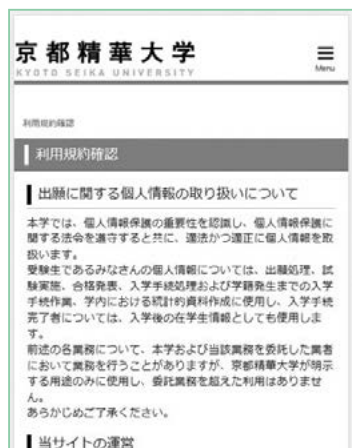 京都精華大学
KYOTO SEIKA UNIVERSITY
Menu
利用規約確認
利用規約確認
出願に関する個人情報の取り扱いについて
本学では、個人情報保護の重要性を認識し、個人情報保護に
関する法令を遵守すると共に、適法かつ適正に個人情報を取
扱います。
受験生であるみなさんの個人情報については、出願処理、試
験実施、合格発表、入学手続処理および学籍発生までの入学
手続作業、学内における統計的資料作成に使用し、入学手続
完了者については、入学後の在学生情報としても使用しま
す。
前述の各業務について、本学および当該業務を委託した業者
において業務を行うことがありますが、京都精華大学が明示
する用途のみに使用し、委託業務を超えた利用はありませ
ん。
あらかじめご了承ください。
当サイトの運営